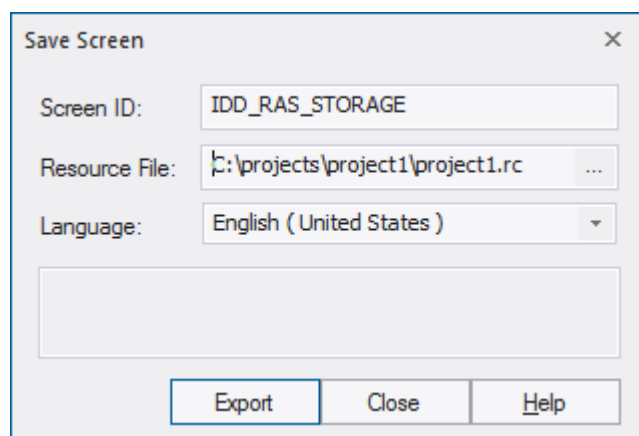 Save Screen
Screen ID: IDD_RAS_STORAGE
Resource File: C:\projects\project1\project1.rc ...
Language: English ( United States )
Export Close Help